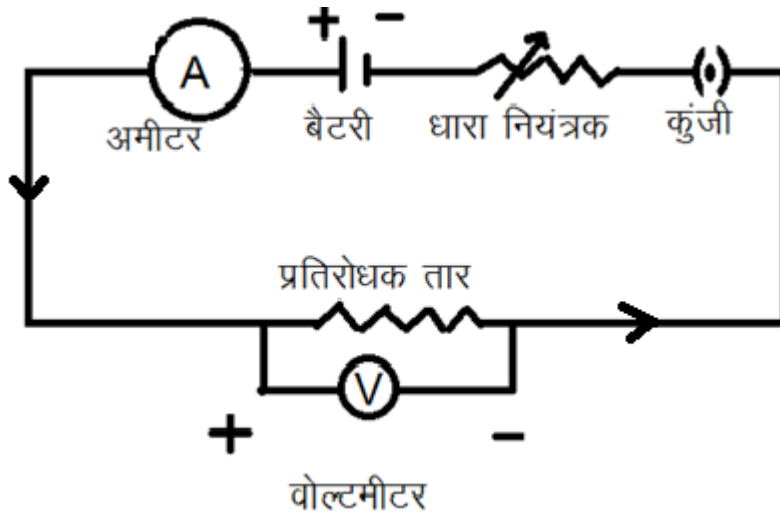 + −
A
अमीटर बैटरी धारा नियंत्रक कुंजी
प्रतिरोधक तार
V
+ −
वोल्टमीटर